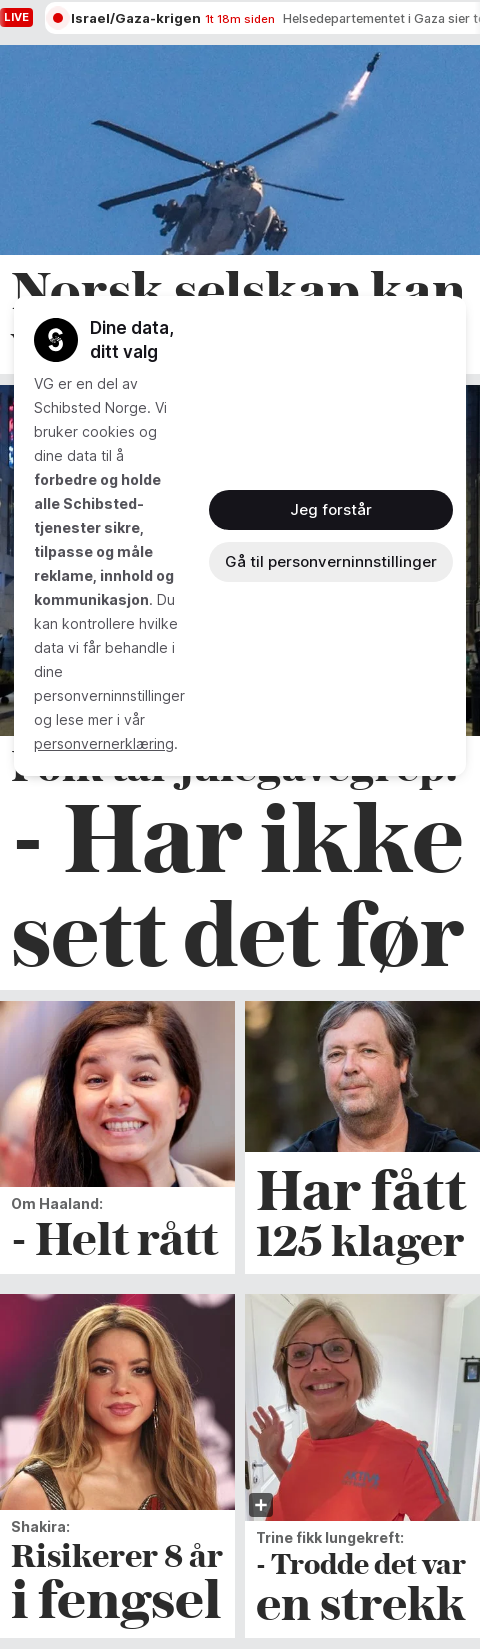 LIVE
Israel/Gaza-krigen 1t 18m siden Helsedepartementet i Gaza sier
Norsk selskap kan
Dine data,
ditt valg
VG er en del av
Schibsted Norge. Vi
bruker cookies og
dine data til å
forbedre og holde
alle Schibsted-
tjenester sikre,
tilpasse og måle
reklame, innhold og
kommunikasjon. Du
kan kontrollere hvilke
data vi får behandle i
dine
personverninnstillinger
og lese mer i vår
personvernerklæring.
Jeg forstår
Gå til personverninnstillinger
Folk tar julegavegrep:
- Har ikke
sett det før
Om Haaland:
- Helt rått
Har fått
125 klager
Shakira:
Risikerer 8 år
i fengsel
Trine fikk lungekreft:
- Trodde det var
en strekk